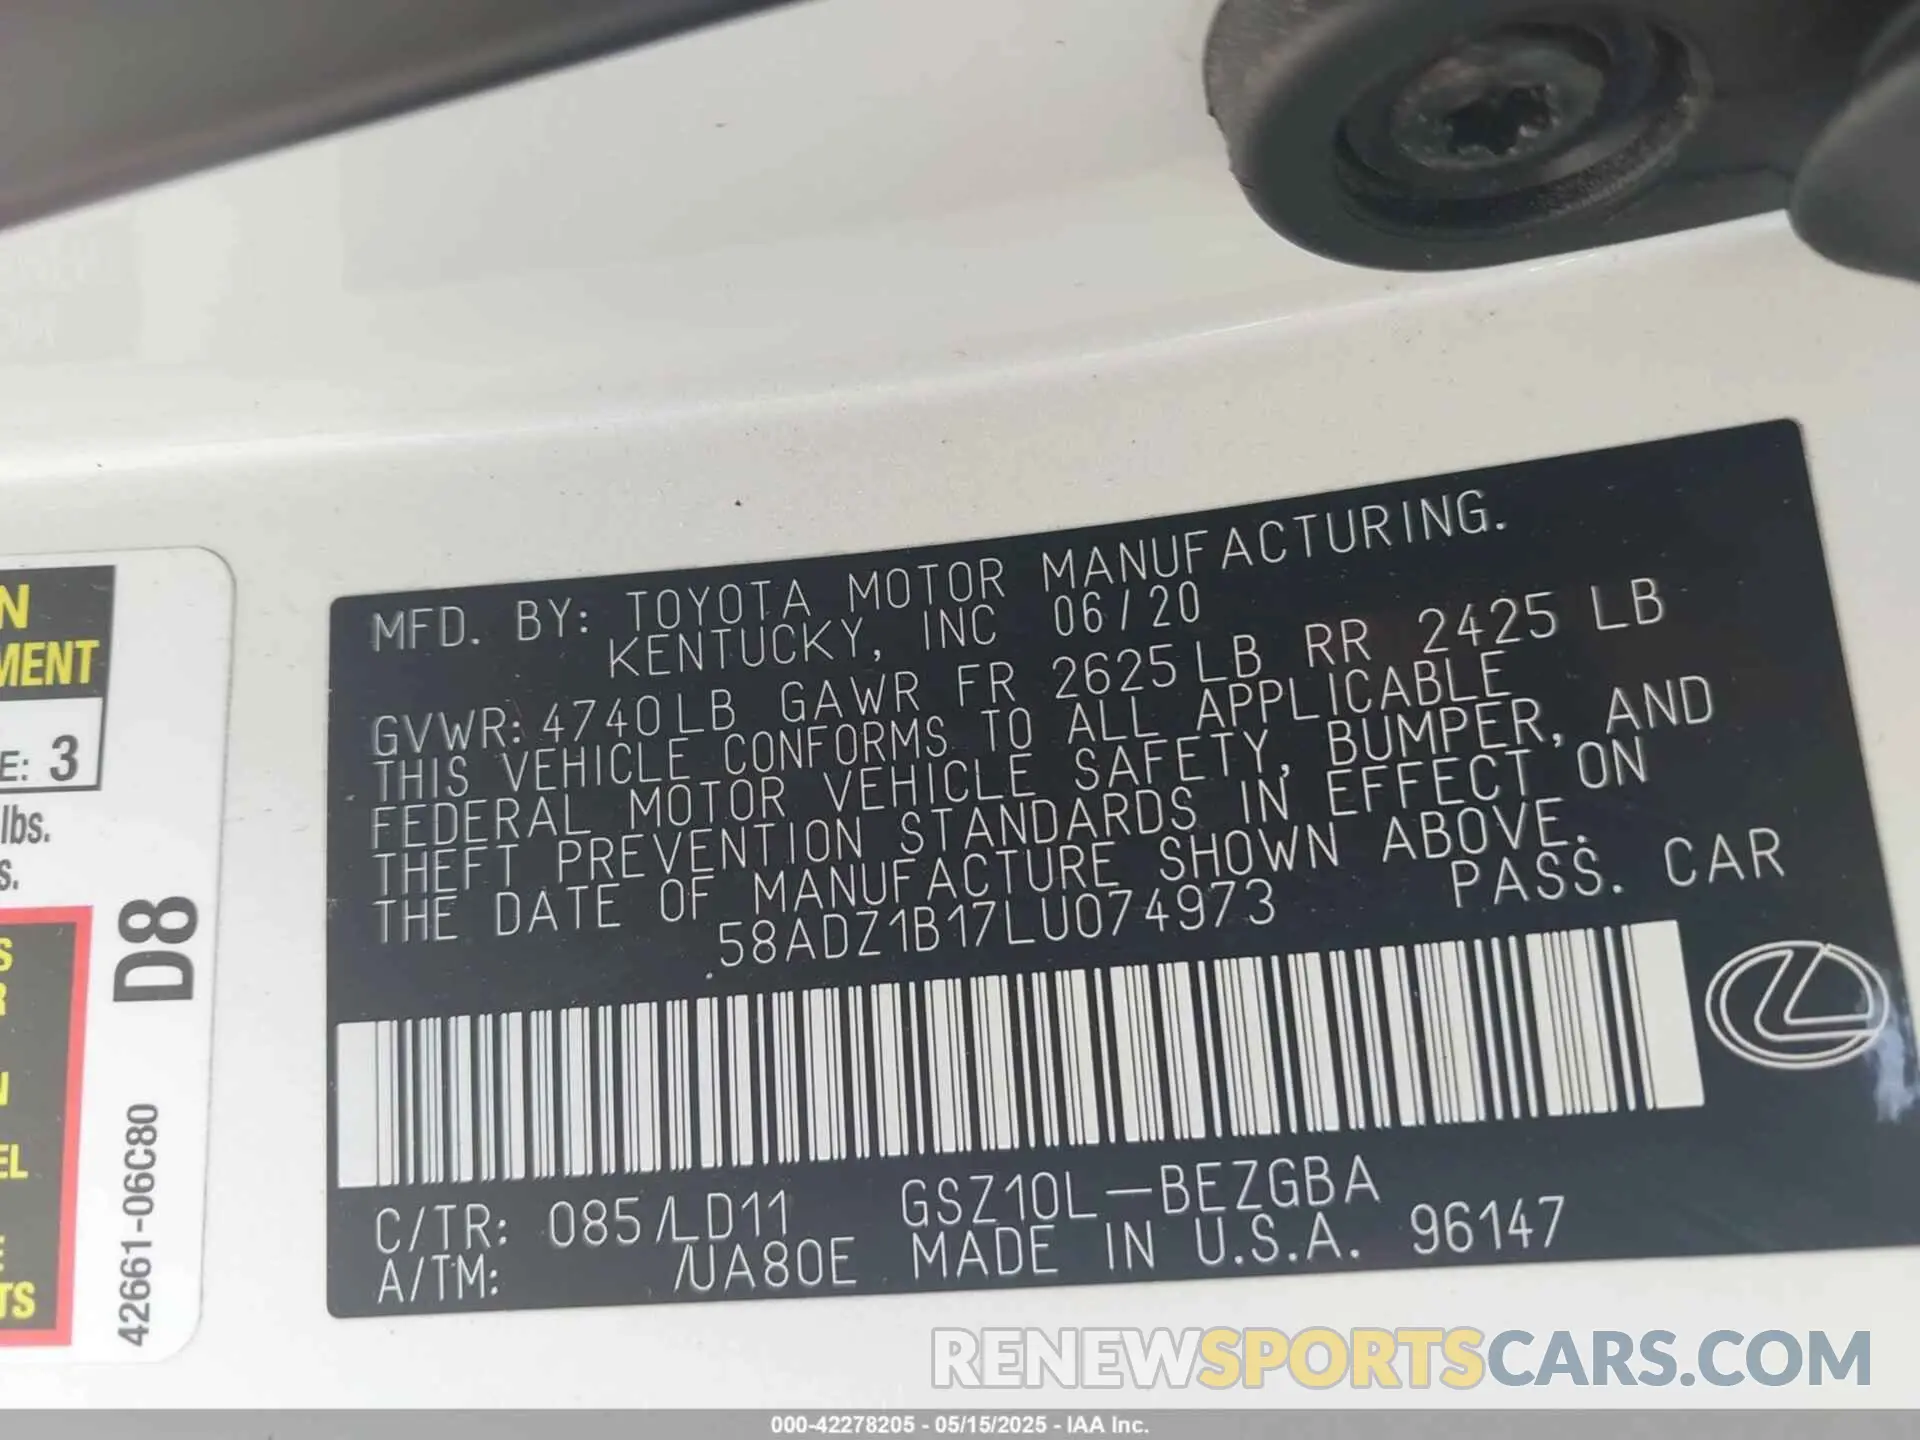 N
MENT
E: 3
lbs.
s.
S
R
N
EL
E
TS
D8
42661-06C80
MFD. BY: TOYOTA MOTOR MANUFACTURING.
KENTUCKY, INC 06/20
GVWR: 4740LB GAWR FR 2625LB RR 2425 LB
THIS VEHICLE CONFORMS TO ALL APPLICABLE
FEDERAL MOTOR VEHICLE SAFETY, BUMPER, AND
THEFT PREVENTION STANDARDS IN EFFECT ON
THE DATE OF MANUFACTURE SHOWN ABOVE.
58ADZ1B17LU074973 PASS. CAR
C/TR: 085/LD11 GSZ10L-BEZGBA
A/TM: /UA80E MADE IN U.S.A. 96147
RENEWSPORTSCARS.COM
000-42278205 - 05/15/2025 - IAA Inc.